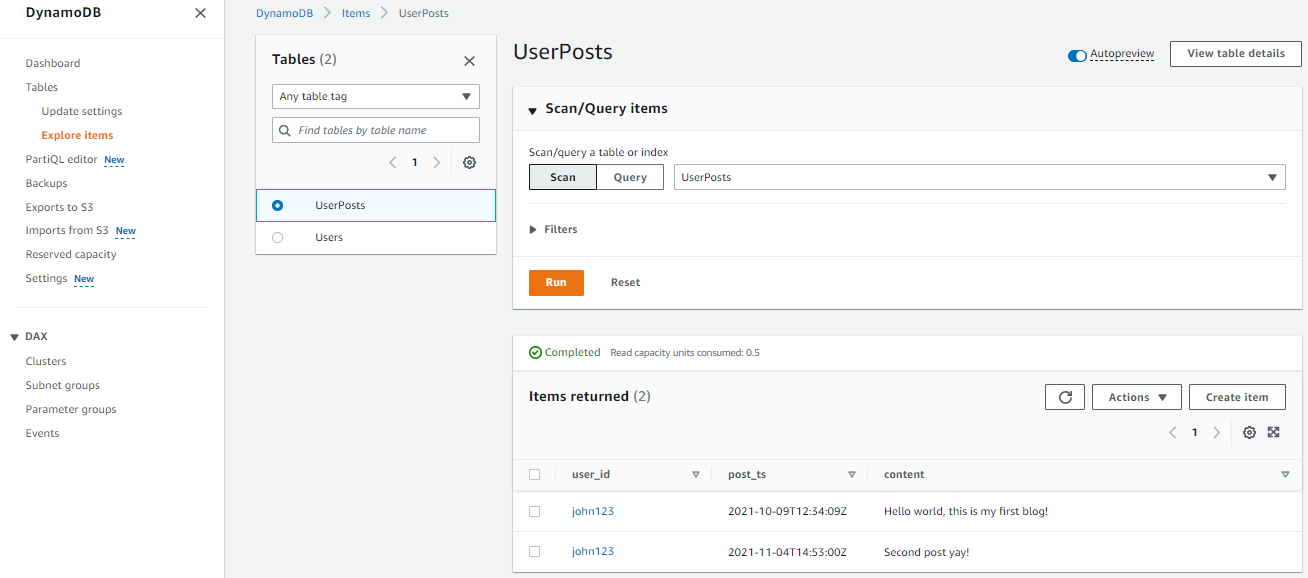 DynamoDB
Dashboard
Tables
Update settings
Explore items
PartiQL editor New
Backups
Exports to S3
Imports from S3 New
Reserved capacity
Settings New
DAX
Clusters
Subnet groups
Parameter groups
Events
DynamoDB Items UserPosts
Tables (2)
Any table tag
Find tables by table name
1
UserPosts
Users
UserPosts
Autopreview View table details
Scan/Query items
Scan/query a table or index
Scan Query UserPosts
Filters
Run Reset
Completed Read capacity units consumed: 0.5
Items returned (2)
Actions Create item
1
user_id post_ts content
john123 2021-10-09T12:34:09Z Hello world, this is my first blog!
john123 2021-11-04T14:53:00Z Second post yay!